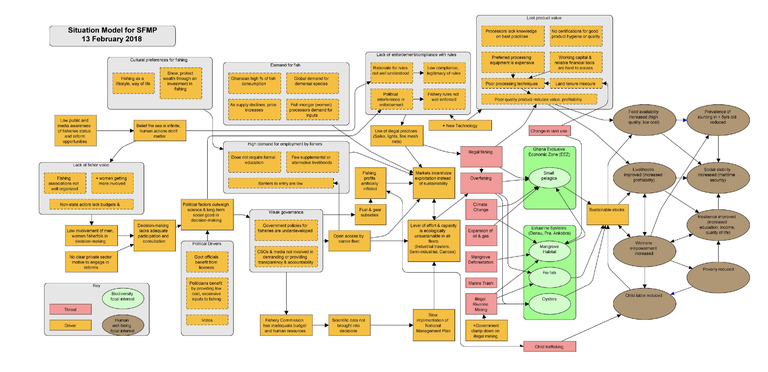 Situation Model for SFMP
13 February 2018
Cultural preferences for fishing
Fishing as a
lifestyle, way of life
Show, protect
wealth through an
investment in
fishing
Demand for fish
Ghanaian high % of fish
consumption
Global demand for
demersal species
As supply declines, price
increases
Fish monger (women)
processors demand for
inputs
Lack of enforcement/compliance with rules
Rationale for rules
not well understood
Low compliance,
legitimacy of rules
Political
interference in
enforcement
Fishery rules not
well enforced
Lost product value
Processors lack knowledge
on best practices
No certifications for good
product hygiene or quality
Preferred processing
equipment is expensive
Working capital &
reliable financial tools
are hard to access
Poor processing techniques
Land tenure insecure
Poor quality product reduces value, profitability
Low public and
media awareness
of fisheries status
and reform
opportunities
Belief the sea is infinite,
human actions don't
matter
Use of illegal practices
(Saiko, lights, fine mesh
nets)
+ New Technology
Change in land use
High demand for employment by fishers
Does not require formal
education
Few supplemental or
alternative livelihoods
Barriers to entry are low
Lack of fisher voice
Fishing
associations not
well organized
+ women getting
more involved
Non-state actors lack budgets &
Low involvement of men,
women fisherfolk in
decision-making
No clear private sector
motive to engage in
reforms
Decision-making
lacks adequate
participation and
consultation
Political factors outweigh
science & long-term
social good in
decision-making
Political Drivers
Govt officials
benefit from
licenses
Politicians benefit
by providing low
cost, excessive
inputs to fishing
Votes
Weak governance
Government policies for
fisheries are underdeveloped
CSOs & media not involved in
demanding or providing
transparency & accountability
Fishing
profits
artificially
inflated
Fuel & gear
subsidies
Open access by
canoe fleet
Markets incentivize
exploitation instead
of sustainability
Level of effort & capacity
is ecologically
unsustainable in all
fleets
(Industrial trawlers,
Semi-industrial, Canoes)
Fishery Commission
has inadequate budget
and human resources
Scientific data not
brought into
decisions
Slow
implementation of
National
Management Plan
Illegal fishing
Overfishing
Climate
Change
Expansion of
oil & gas
Mangrove
Deforestation
Marine Trash
Illegal
Riverine
Mining
+Government
clamp down on
illegal mining
Child trafficking
Ghana Exclusive
Economic Zone (EEZ)
Small
pelagics
Estuarine Systems
(Densu, Pra, Ankobra)
Mangrove
Habitat
Oysters
Sustainable stocks
Food availability
increased (high
quality, low cost)
Prevalence of
stunting in < 5yrs old
reduced
Livelihoods
improved (increased
profitability)
Social stability
increased (maritime
security)
Resilience improved
(increased
education, income,
quality of life)
Womens
empowerment
increased
Poverty reduced
Child labor reduced
Key
Threat
Driver
Biodiversity
focal interest
Human
well-being
focal interest